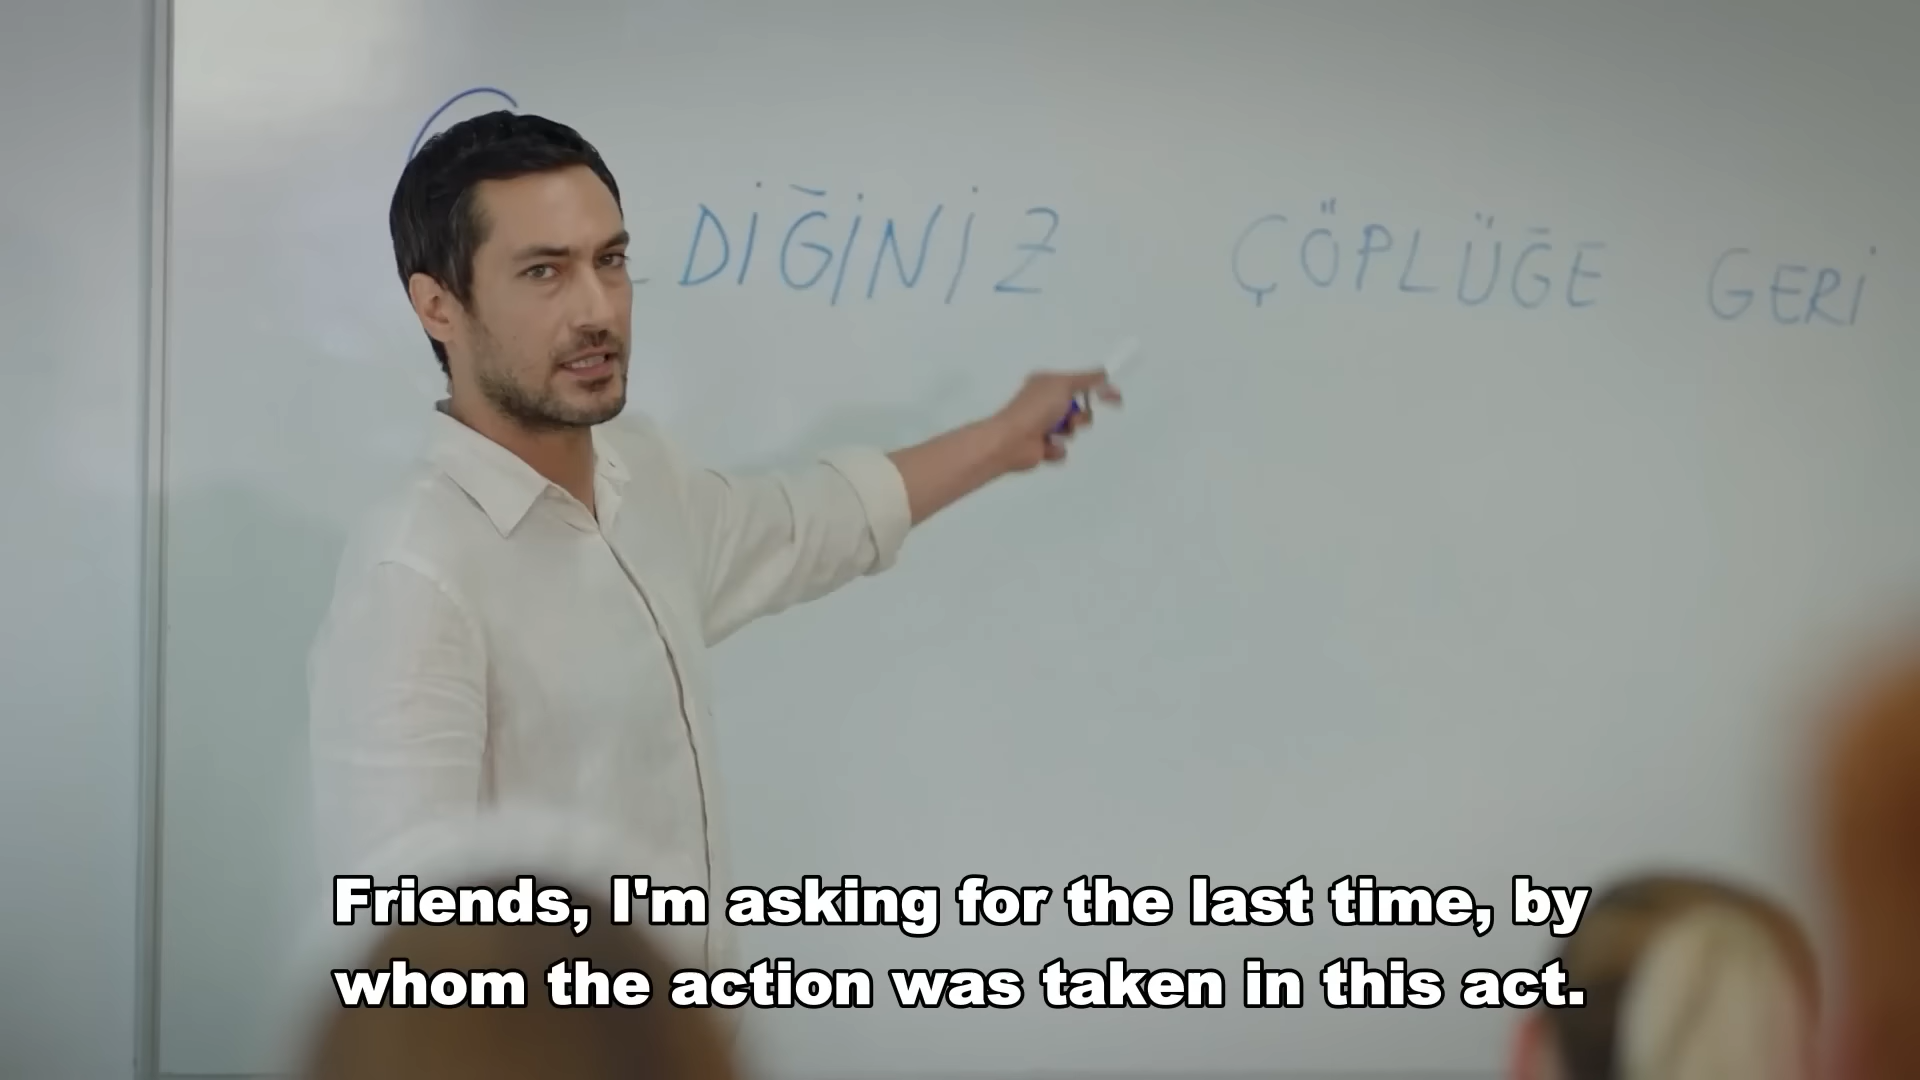 DİĞİNİZ ÇÖPLÜĞE GERİ
Friends, I'm asking for the last time, by
whom the action was taken in this act.